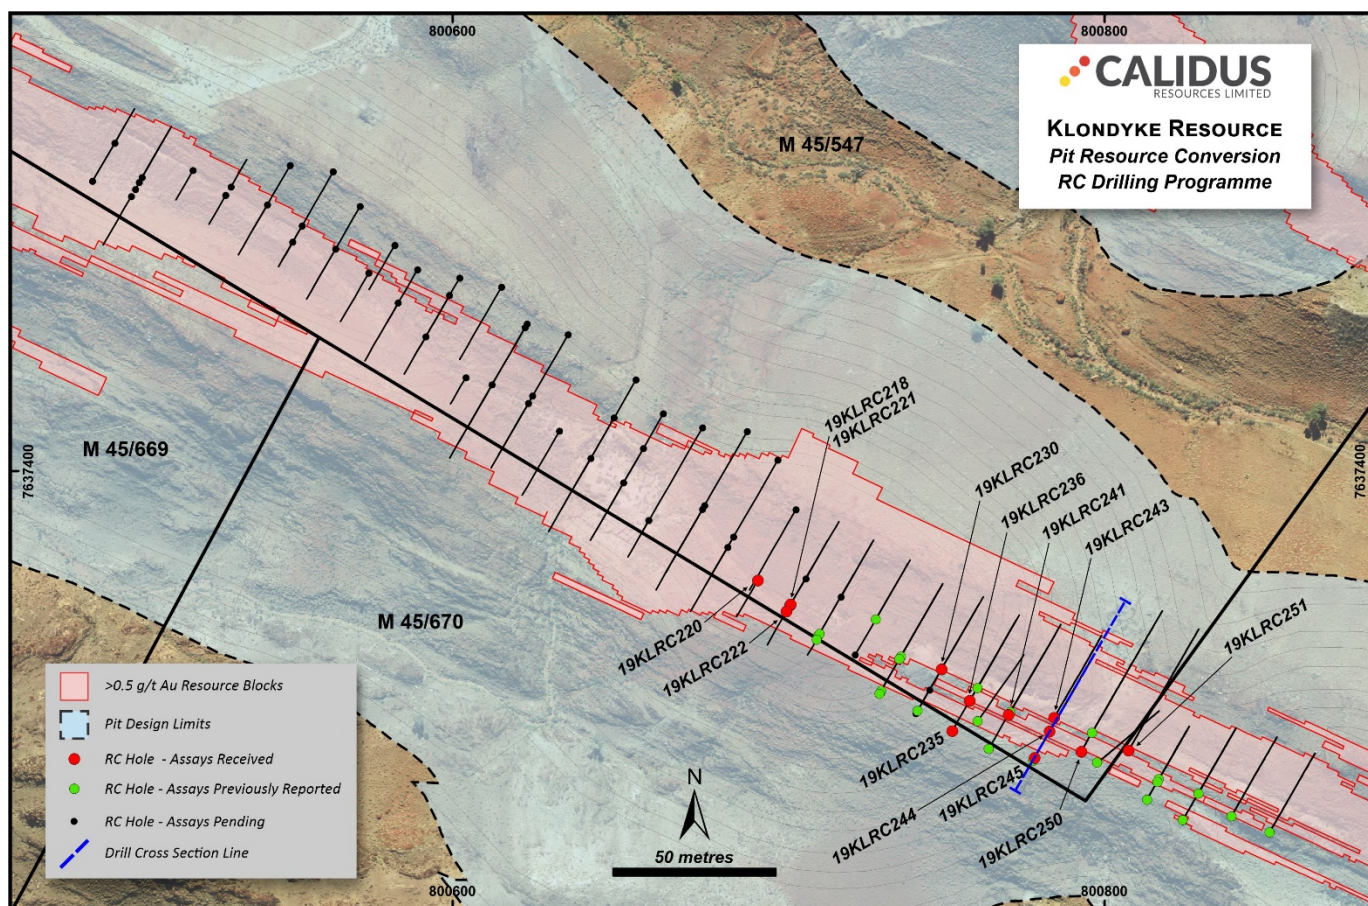 800600
800800
CALIDUS
RESOURCES LIMITED
KLONDYKE RESOURCE
Pit Resource Conversion
RC Drilling Programme
M 45/547
M 45/669
M 45/670
7637400
7637400
19KLRC218
19KLRC221
19KLRC230
19KLRC236
19KLRC241
19KLRC243
19KLRC251
19KLRC220
19KLRC222
19KLRC235
19KLRC244
19KLRC245
19KLRC250
>0.5 g/t Au Resource Blocks
Pit Design Limits
RC Hole - Assays Received
RC Hole - Assays Previously Reported
RC Hole - Assays Pending
Drill Cross Section Line
N
50 metres
800600
800800